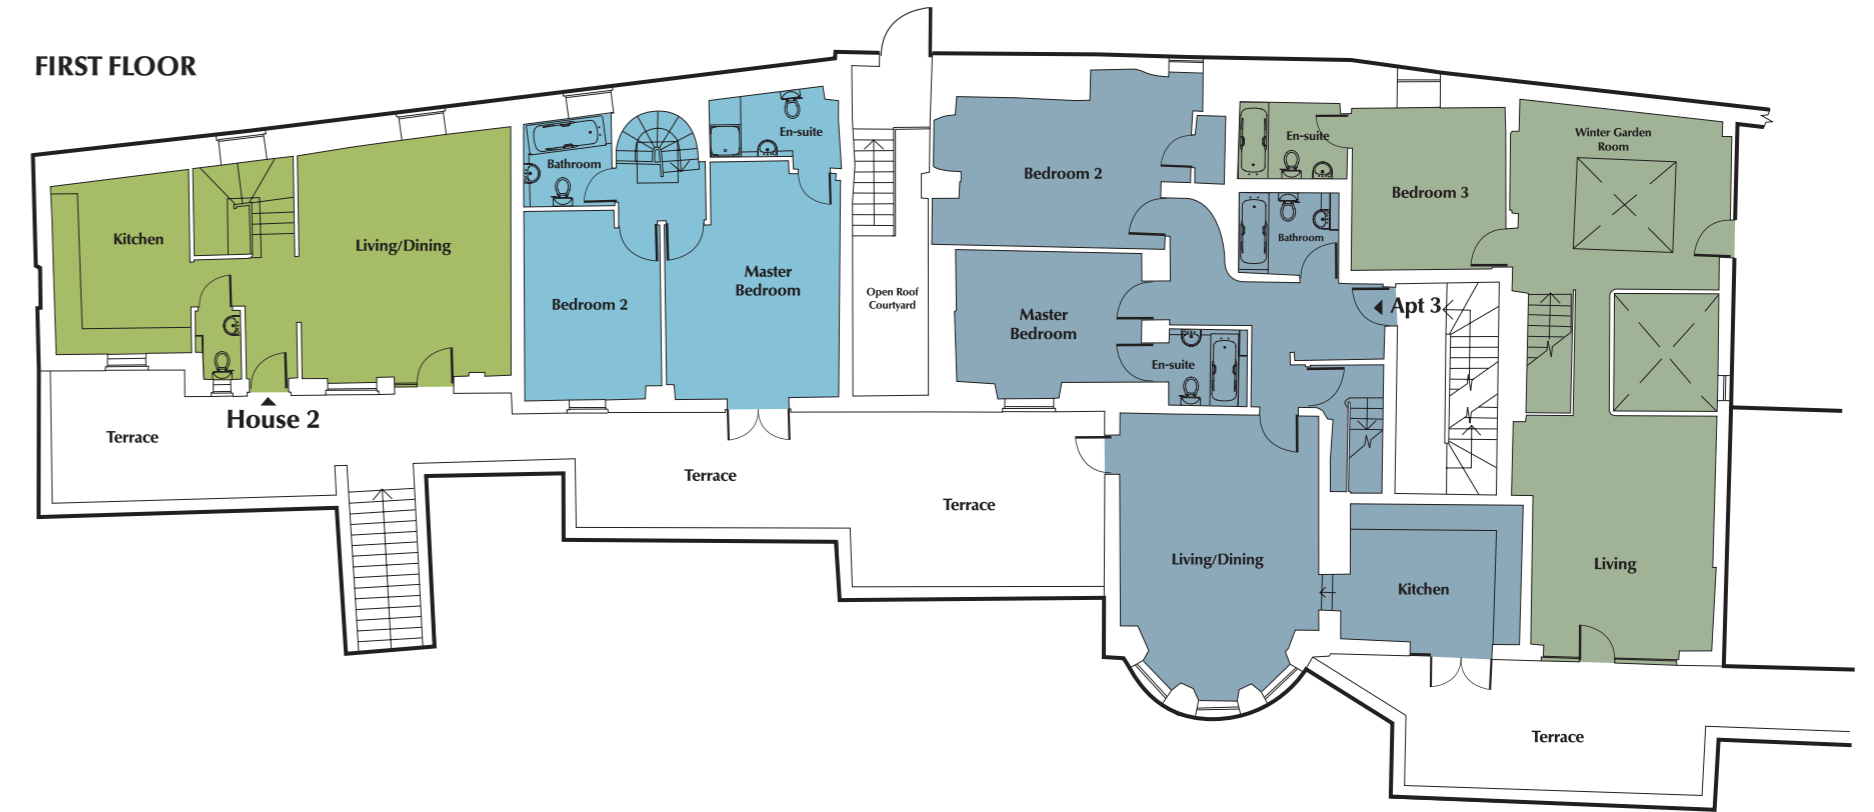 FIRST FLOOR
Kitchen
Living/Dining
House 2
Terrace
Bathroom
En-suite
Bedroom 2
Master
Bedroom
Terrace
Open Roof
Courtyard
Bedroom 2
Master
Bedroom
En-suite
Bathroom
En-suite
Bedroom 3
Winter Garden
Room
Apt 3
Terrace
Living/Dining
Kitchen
Living
Terrace